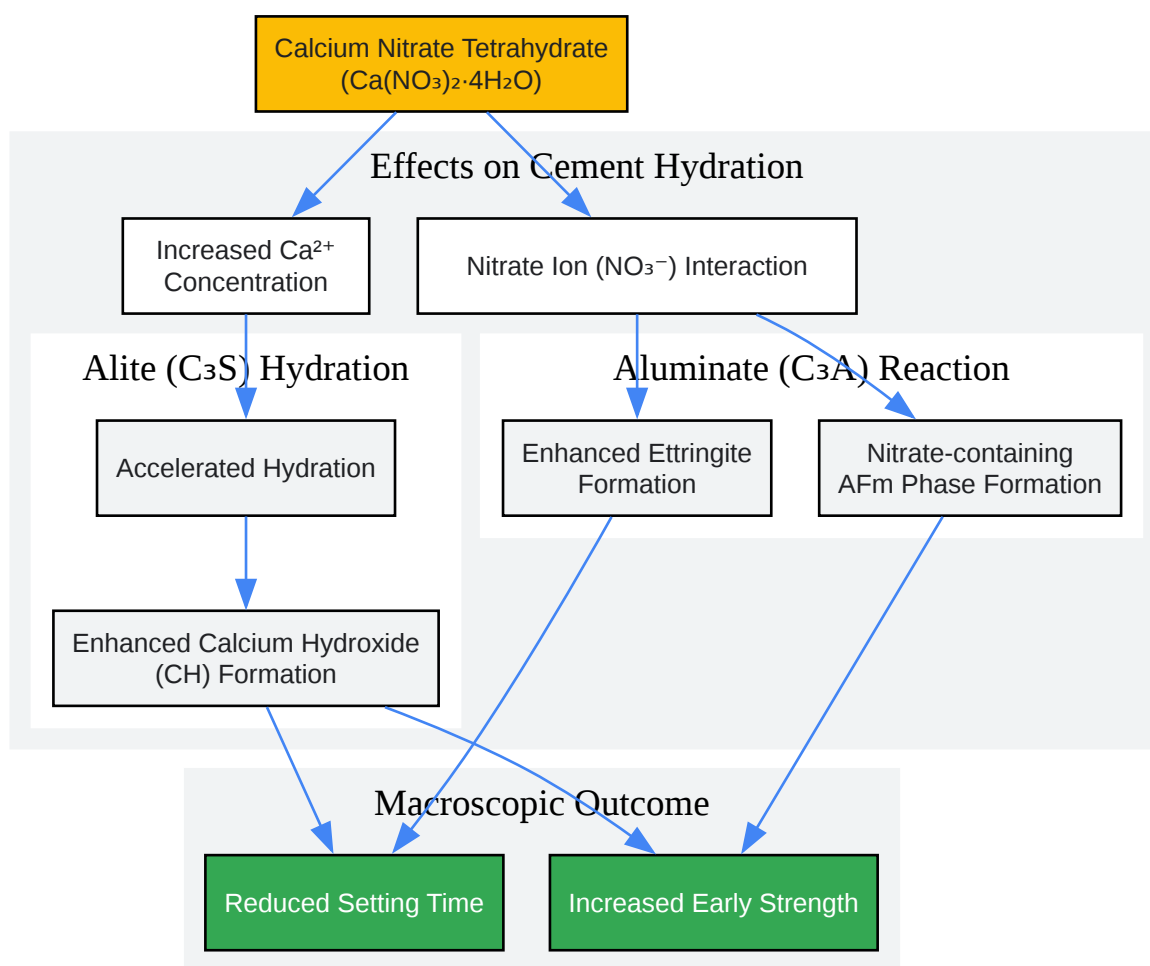 Calcium Nitrate Tetrahydrate
(Ca(NO₃)₂·4H₂O)
Effects on Cement Hydration
Increased Ca²⁺
Concentration
Nitrate Ion (NO₃⁻) Interaction
Alite (C₃S) Hydration
Aluminate (C₃A) Reaction
Accelerated Hydration
Enhanced Ettringite
Formation
Nitrate-containing
AFm Phase Formation
Enhanced Calcium Hydroxide
(CH) Formation
Macroscopic Outcome
Reduced Setting Time
Increased Early Strength